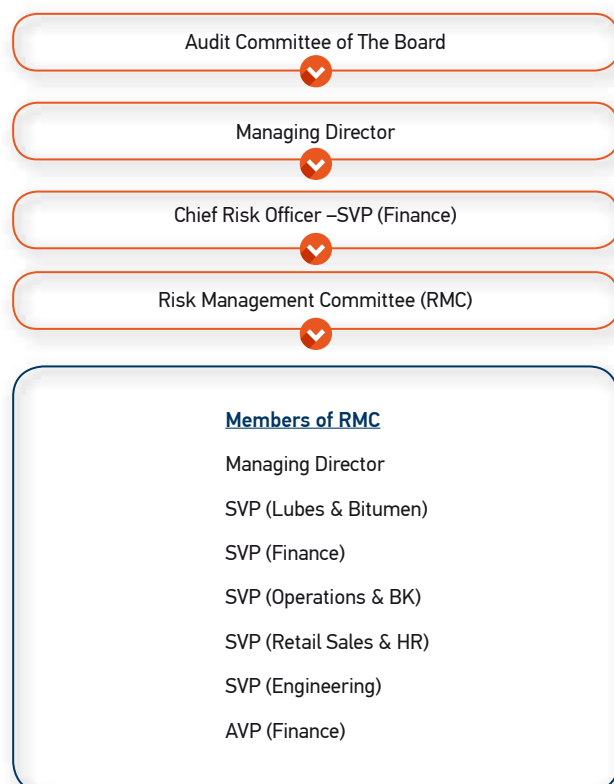 Audit Committee of The Board
Managing Director
Chief Risk Officer –SVP (Finance)
Risk Management Committee (RMC)
Members of RMC
Managing Director
SVP (Lubes & Bitumen)
SVP (Finance)
SVP (Operations & BK)
SVP (Retail Sales & HR)
SVP (Engineering)
AVP (Finance)